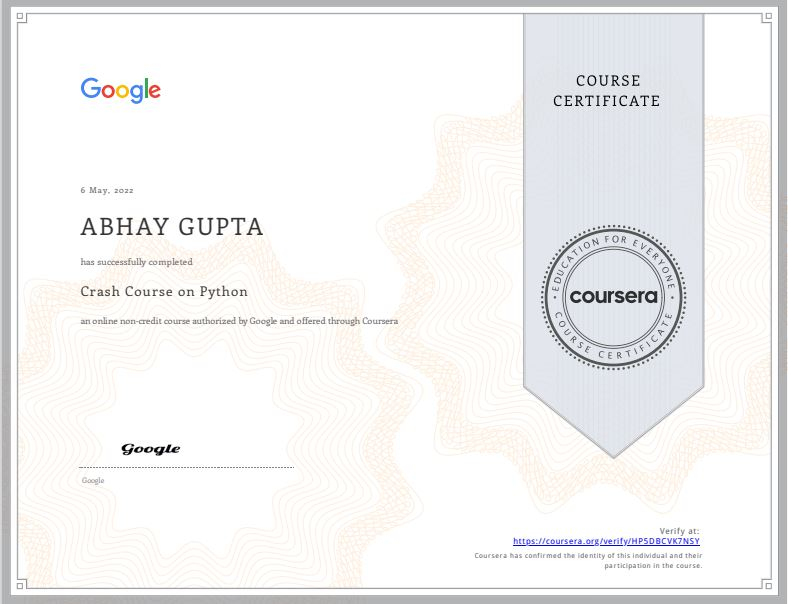 Google
COURSE
CERTIFICATE
6 May, 2022
ABHAY GUPTA
has successfully completed
Crash Course on Python
an online non-credit course authorized by Google and offered through Coursera
EDUCATION FOR EVERYONE
coursera
COURSE CERTIFICATE
Google
Google
Verify at:
https://coursera.org/verify/HP5DBCVK7NSY
Coursera has confirmed the identity of this individual and their
participation in the course.